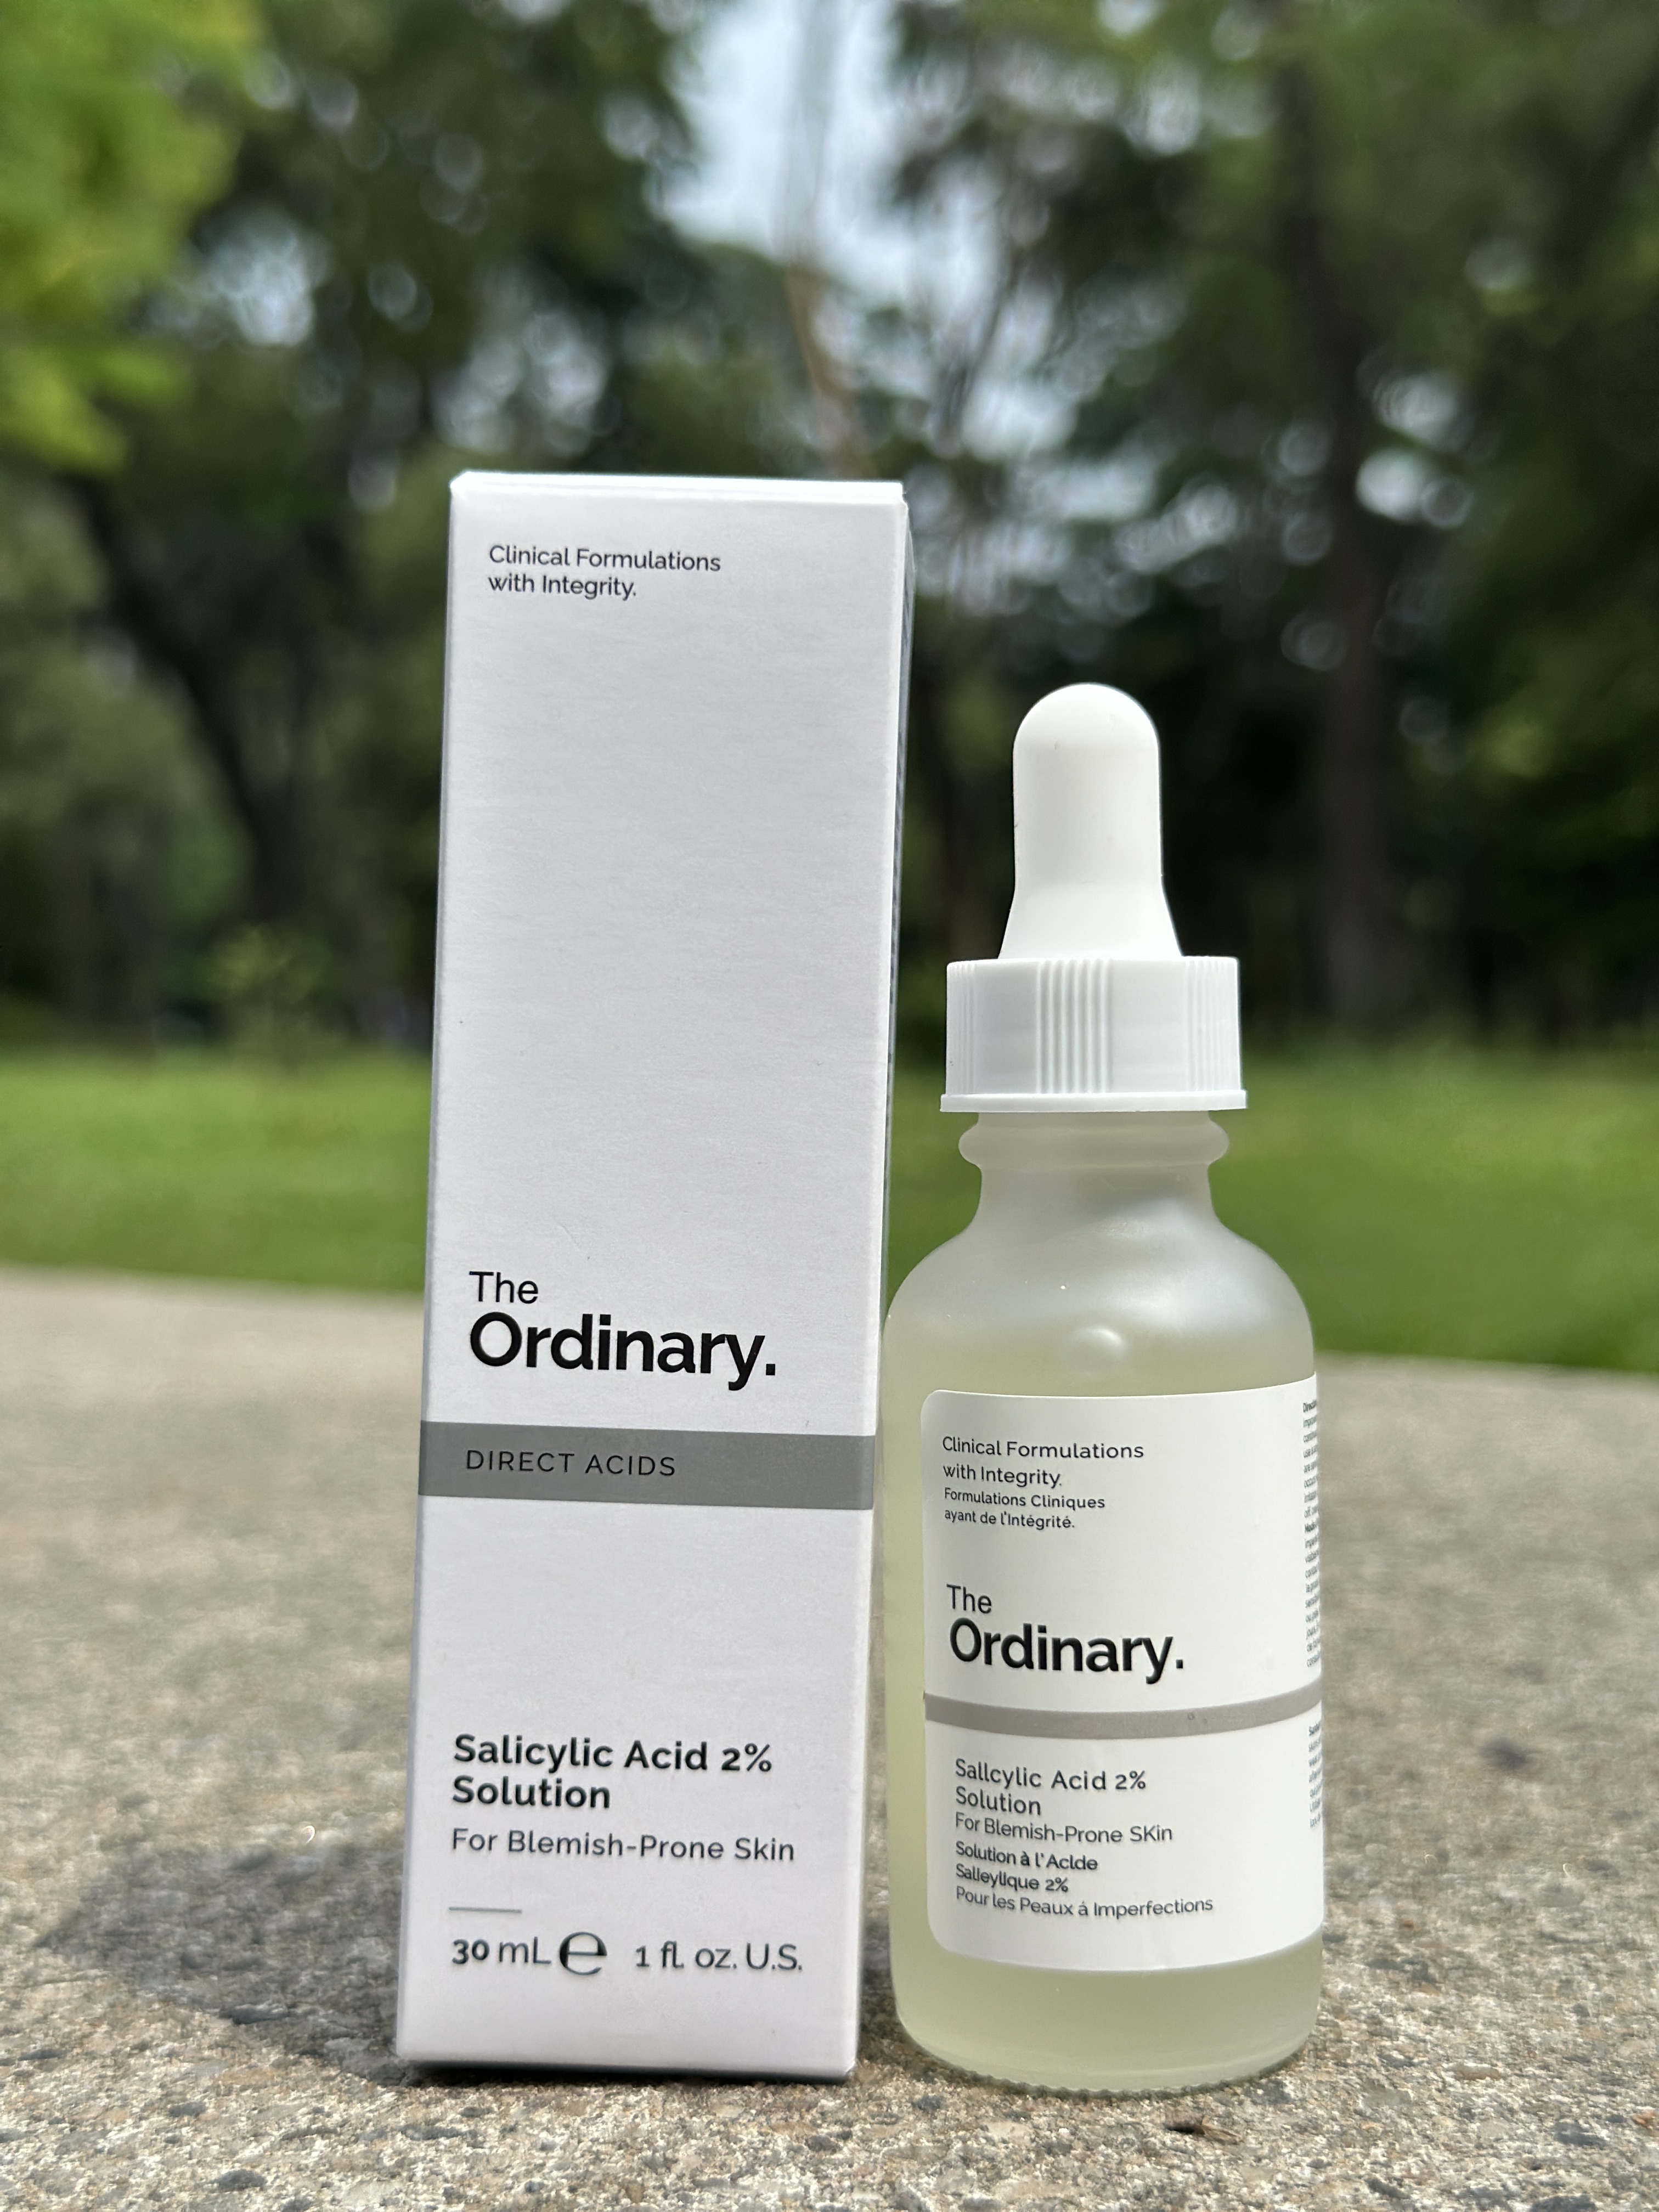 Clinical Formulations
with Integrity.
The
Ordinary.
DIRECT ACIDS
Salicylic Acid 2%
Solution
For Blemish-Prone Skin
30 mL e 1 fl. oz. U.S.
Clinical Formulations
with Integrity.
Formulations Cliniques
ayant de l'Intégrité.
The
Ordinary.
Sallcylic Acid 2%
Solution
For Blemish-Prone SKin
Solution à l'Aclde
Salleylique 2%
Pour les Peaux á Imperfections